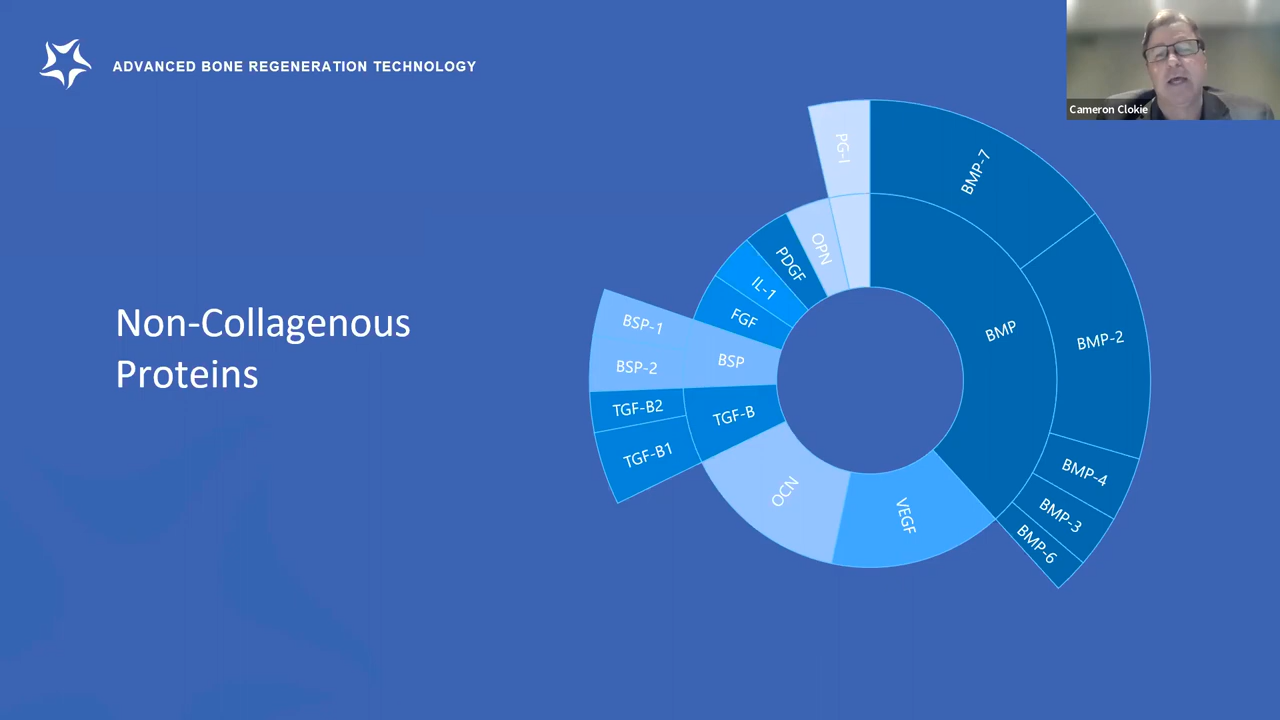 ADVANCED BONE REGENERATION TECHNOLOGY
Cameron Clokie
Non-Collagenous
Proteins
PG-I
BMP-7
BMP-2
BMP-4
BMP-3
BMP-6
BMP
VEGF
OCN
TGF-B
TGF-B1
TGF-B2
BSP
BSP-2
BSP-1
FGF
IL-1
PDGF
OPN